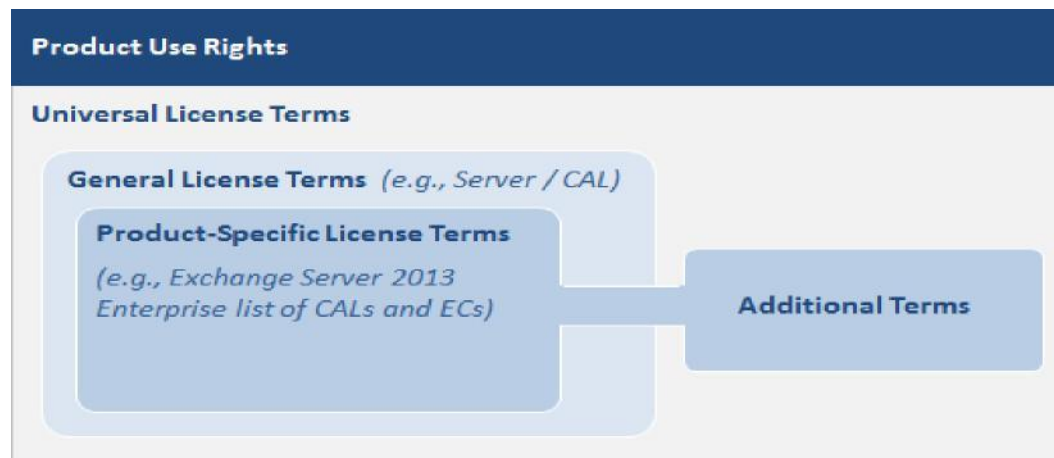 Product Use Rights
Universal License Terms
General License Terms (e.g., Server / CAL)
Product-Specific License Terms
(e.g., Exchange Server 2013
Enterprise list of CALs and ECs)
Additional Terms